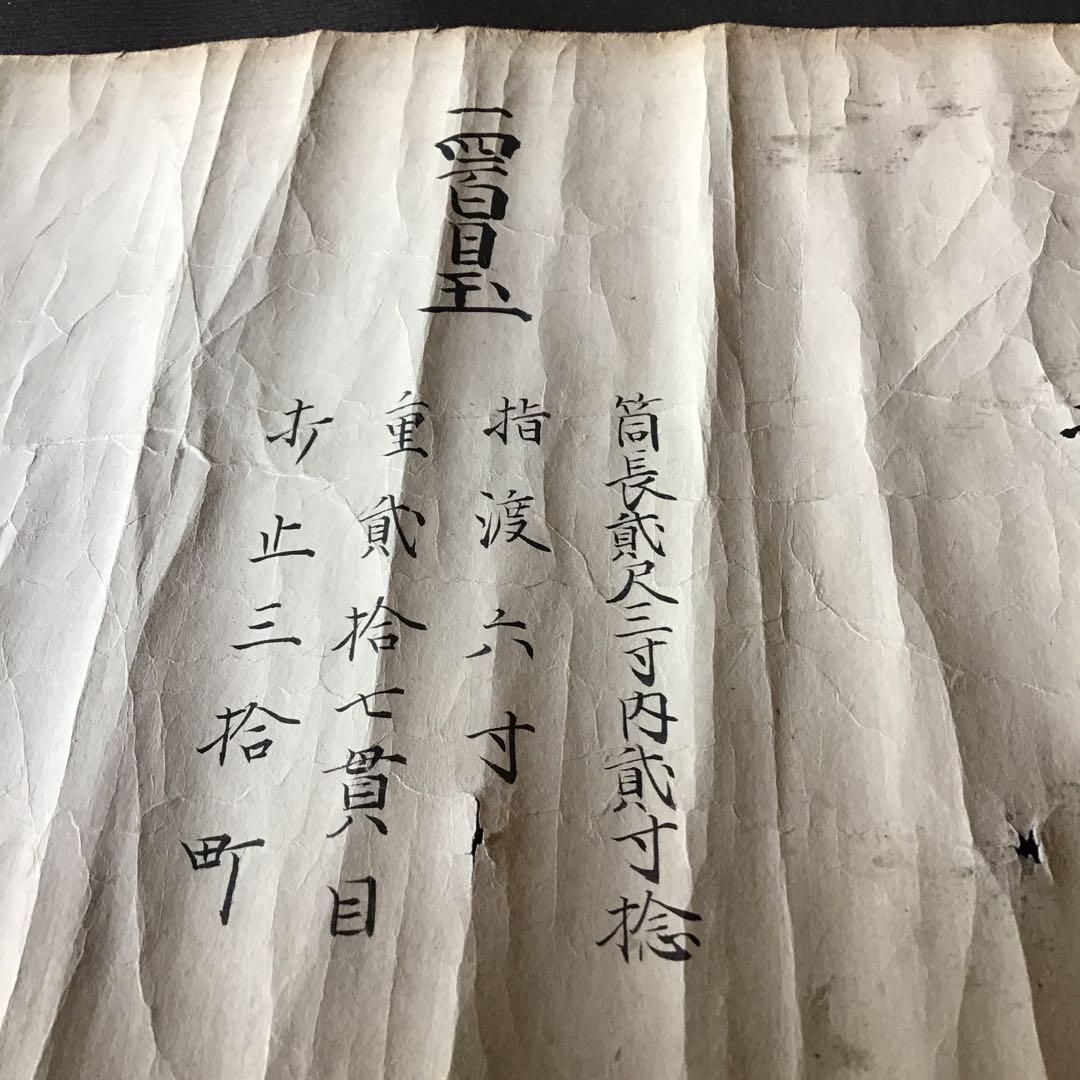 一四百目玉
筒長貳尺三寸内貳寸捻
指渡六寸
重貳拾七貫目
打止三拾町